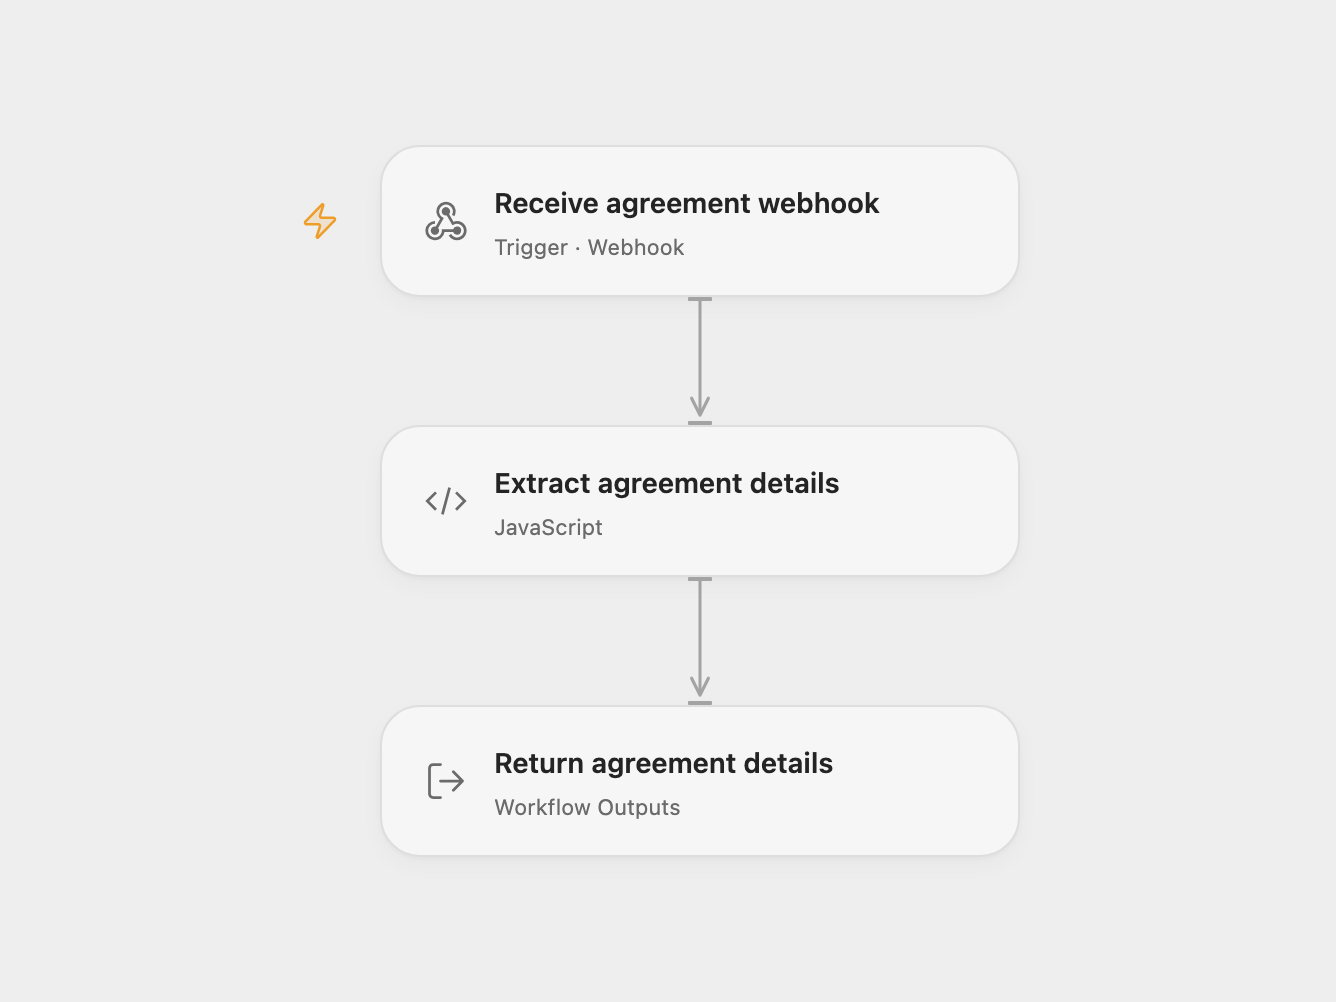 Receive agreement webhook
Trigger · Webhook
Extract agreement details
JavaScript
Return agreement details
Workflow Outputs